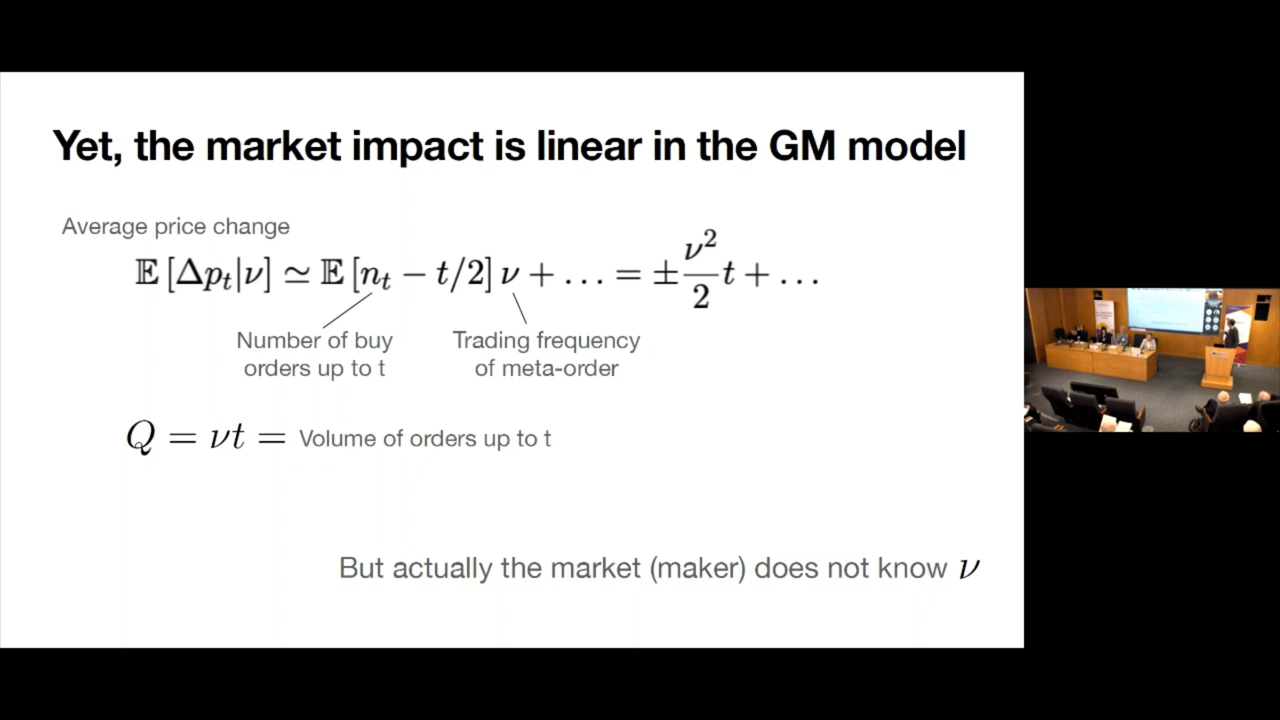 Yet, the market impact is linear in the GM model
Average price change
𝔼 [Δp_t|ν] ≃ 𝔼 [n_t − t/2] ν + … = ± ν²/2 t + …
Number of buy
orders up to t
Trading frequency
of meta-order
Q = νt = Volume of orders up to t
But actually the market (maker) does not know ν